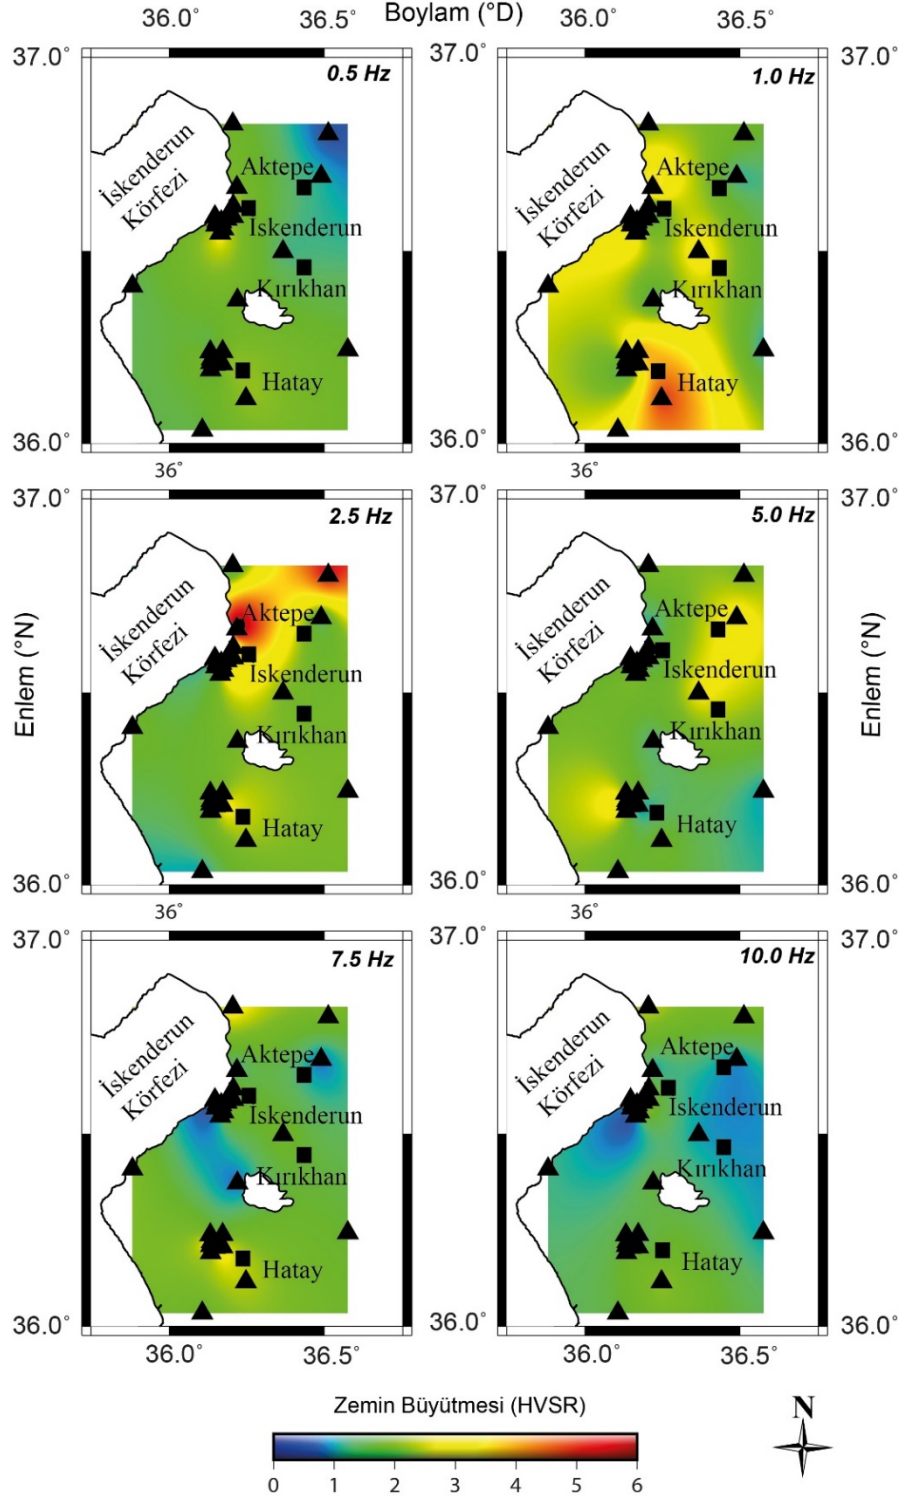 Boylam (°D)
36.0° 36.5° 36.0° 36.5°
37.0° 37.0° 37.0°
0.5 Hz 1.0 Hz
İskenderun Körfezi
Aktepe
İskenderun
Kırıkhan
Hatay
İskenderun Körfezi
Aktepe
İskenderun
Kırıkhan
Hatay
36.0° 36.0° 36.0°
36° 36°
37.0° 37.0° 37.0°
2.5 Hz 5.0 Hz
Enlem (°N)
İskenderun Körfezi
Aktepe
İskenderun
Kırıkhan
Hatay
İskenderun Körfezi
Aktepe
İskenderun
Kırıkhan
Hatay
Enlem (°N)
36.0° 36.0° 36.0°
36° 36°
37.0° 37.0° 37.0°
7.5 Hz 10.0 Hz
İskenderun Körfezi
Aktepe
İskenderun
Kırıkhan
Hatay
İskenderun Körfezi
Aktepe
İskenderun
Kırıkhan
Hatay
36.0° 36.0° 36.0°
36.0° 36.5° 36.0° 36.5°
Zemin Büyütmesi (HVSR)
N
0 1 2 3 4 5 6